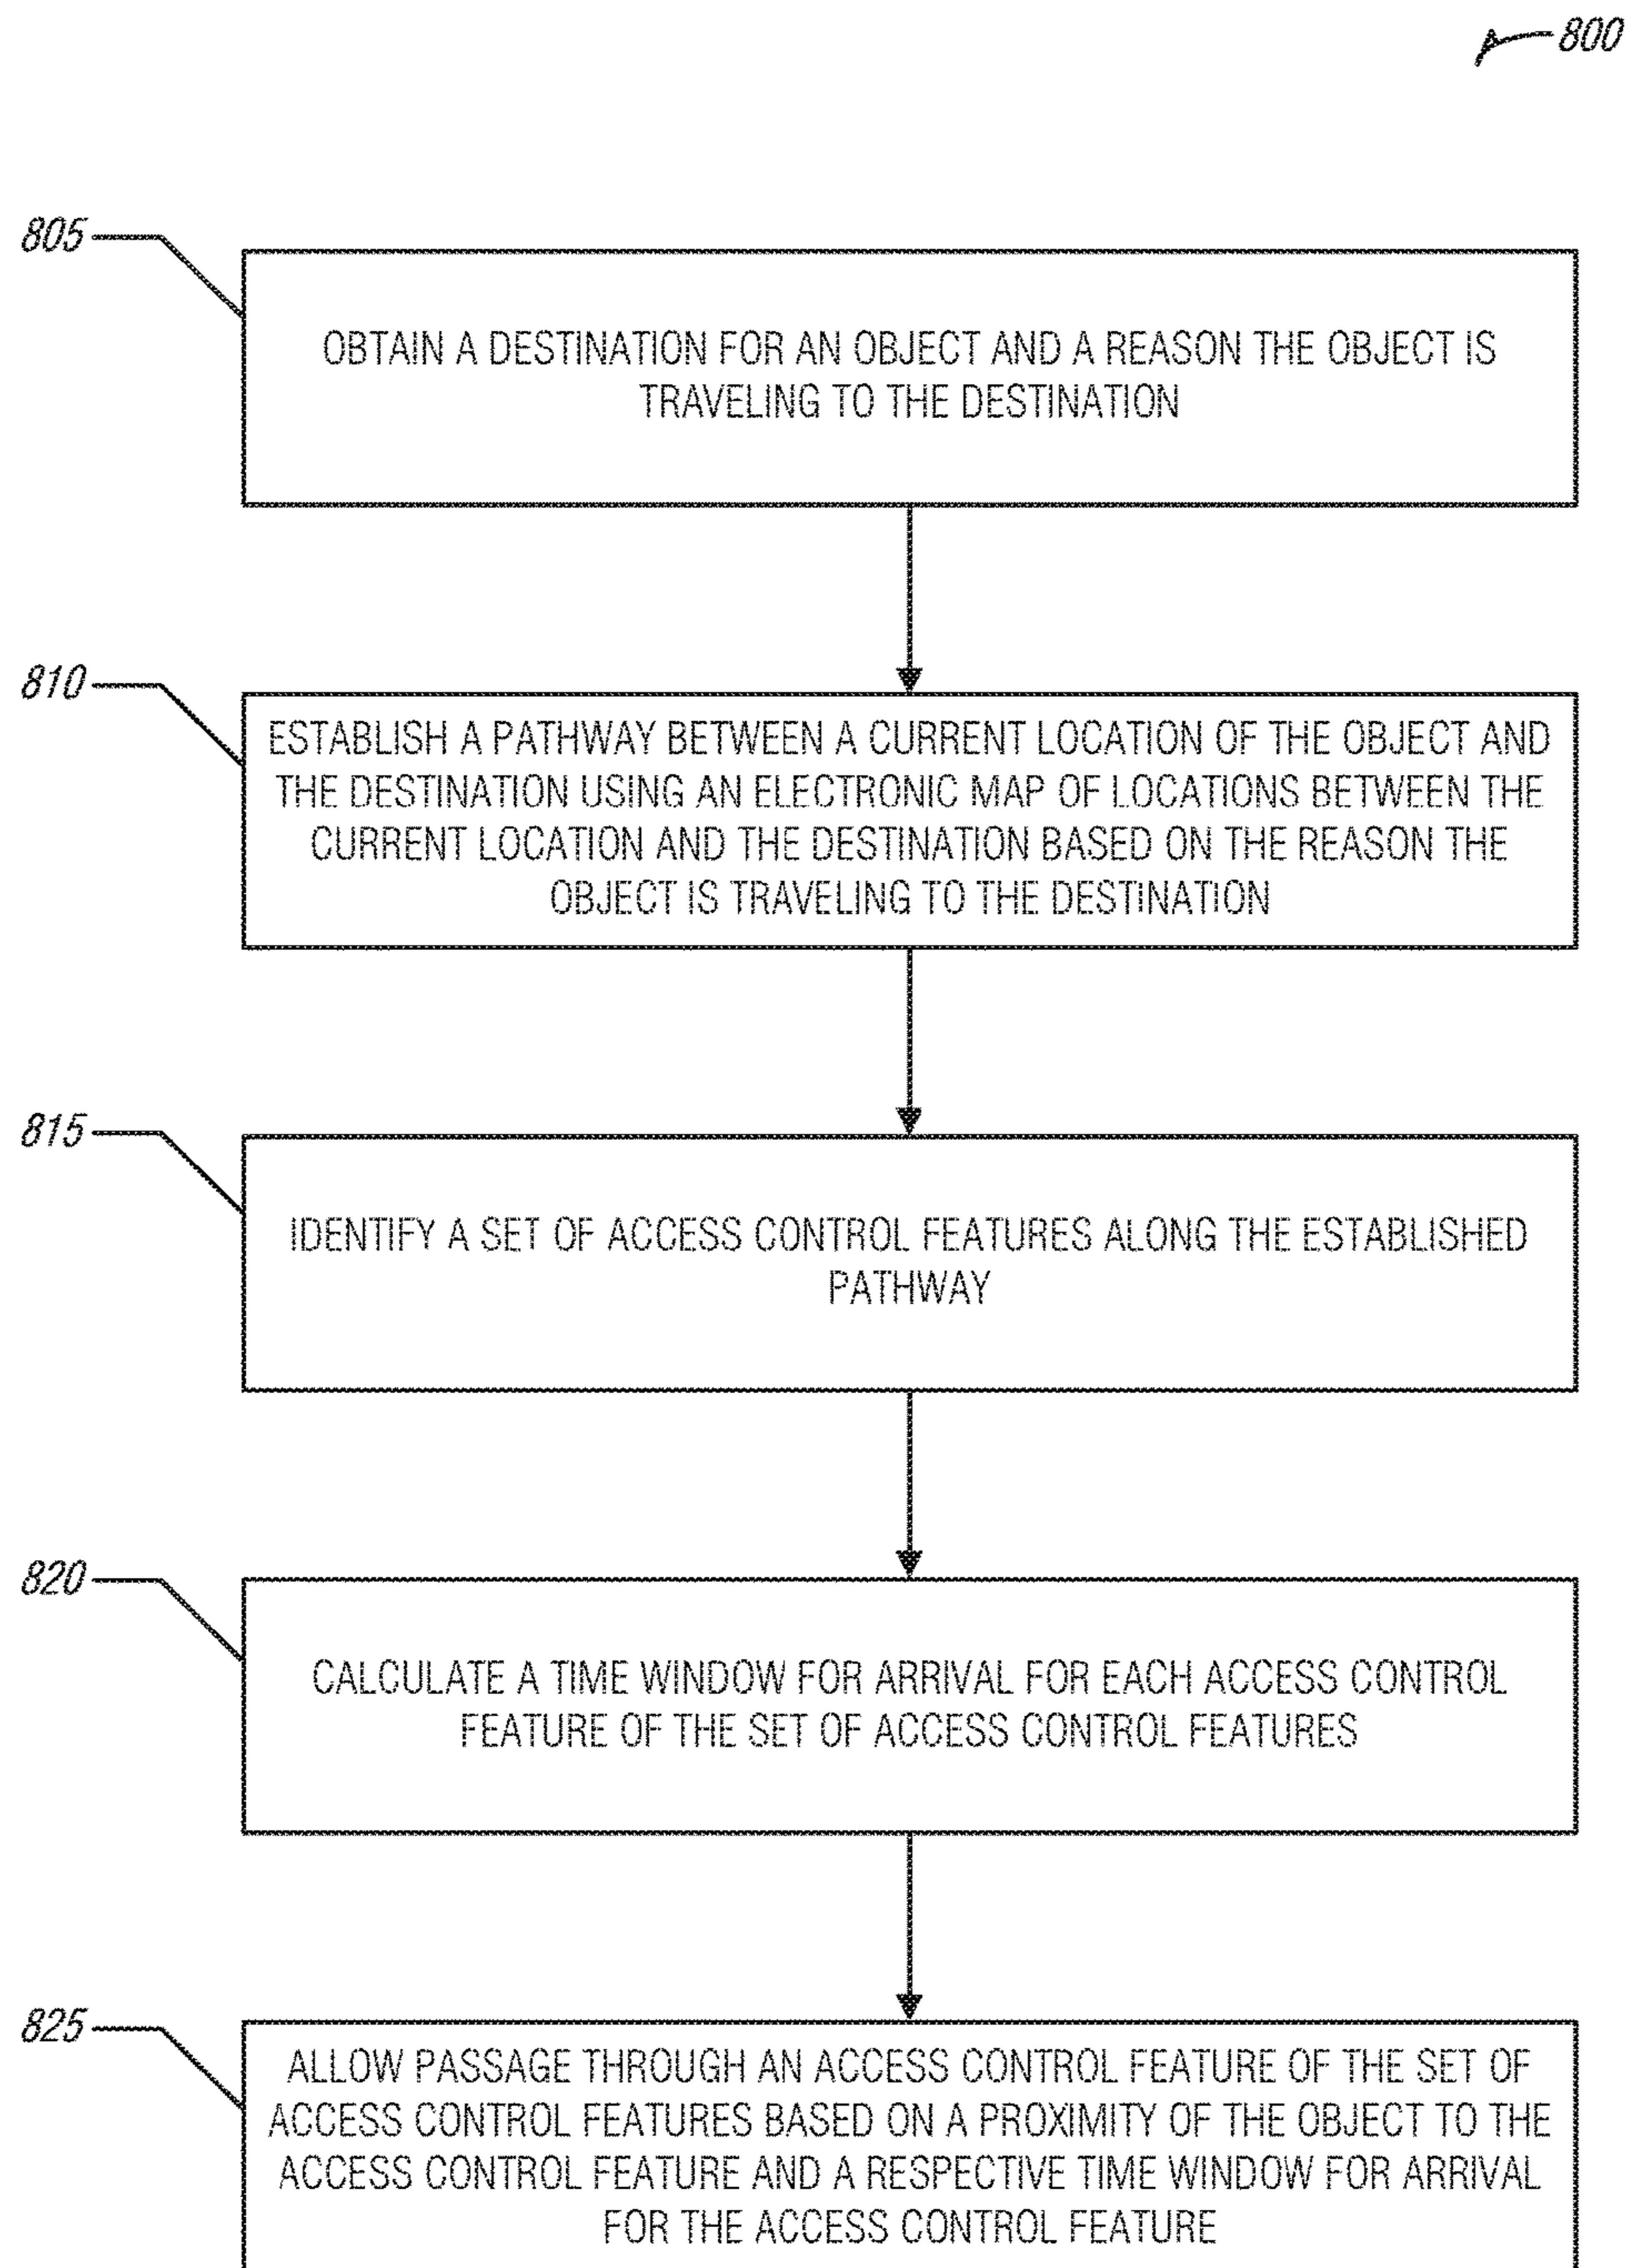 800
805
OBTAIN A DESTINATION FOR AN OBJECT AND A REASON THE OBJECT IS
TRAVELING TO THE DESTINATION
810
ESTABLISH A PATHWAY BETWEEN A CURRENT LOCATION OF THE OBJECT AND
THE DESTINATION USING AN ELECTRONIC MAP OF LOCATIONS BETWEEN THE
CURRENT LOCATION AND THE DESTINATION BASED ON THE REASON THE
OBJECT IS TRAVELING TO THE DESTINATION
815
IDENTIFY A SET OF ACCESS CONTROL FEATURES ALONG THE ESTABLISHED
PATHWAY
820
CALCULATE A TIME WINDOW FOR ARRIVAL FOR EACH ACCESS CONTROL
FEATURE OF THE SET OF ACCESS CONTROL FEATURES
825
ALLOW PASSAGE THROUGH AN ACCESS CONTROL FEATURE OF THE SET OF
ACCESS CONTROL FEATURES BASED ON A PROXIMITY OF THE OBJECT TO THE
ACCESS CONTROL FEATURE AND A RESPECTIVE TIME WINDOW FOR ARRIVAL
FOR THE ACCESS CONTROL FEATURE